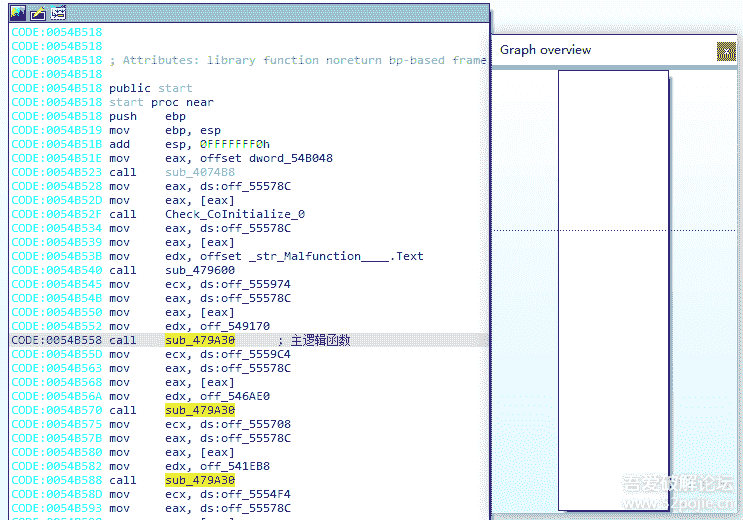 CODE:0054B518
CODE:0054B518
CODE:0054B518 ; Attributes: library function noreturn bp-based frame
CODE:0054B518
CODE:0054B518 public start
CODE:0054B518 start proc near
CODE:0054B518 push ebp
CODE:0054B519 mov ebp, esp
CODE:0054B51B add esp, 0FFFFFFF0h
CODE:0054B51E mov eax, offset dword_54B048
CODE:0054B523 call sub_4074B8
CODE:0054B528 mov eax, ds:off_55578C
CODE:0054B52D mov eax, [eax]
CODE:0054B52F call Check_CoInitialize_0
CODE:0054B534 mov eax, ds:off_55578C
CODE:0054B539 mov eax, [eax]
CODE:0054B53B mov edx, offset _str_Malfunction____.Text
CODE:0054B540 call sub_479600
CODE:0054B545 mov ecx, ds:off_555974
CODE:0054B54B mov eax, ds:off_55578C
CODE:0054B550 mov eax, [eax]
CODE:0054B552 mov edx, off_549170
CODE:0054B558 call sub_479A30 ; 主逻辑函数
CODE:0054B55D mov ecx, ds:off_5559C4
CODE:0054B563 mov eax, ds:off_55578C
CODE:0054B568 mov eax, [eax]
CODE:0054B56A mov edx, off_546AE0
CODE:0054B570 call sub_479A30
CODE:0054B575 mov ecx, ds:off_555708
CODE:0054B57B mov eax, ds:off_55578C
CODE:0054B580 mov eax, [eax]
CODE:0054B582 mov edx, off_541EB8
CODE:0054B588 call sub_479A30
CODE:0054B58D mov ecx, ds:off_5554F4
CODE:0054B593 mov eax, ds:off_55578C
Graph overview
吾爱破解论坛
www.52pojie.cn